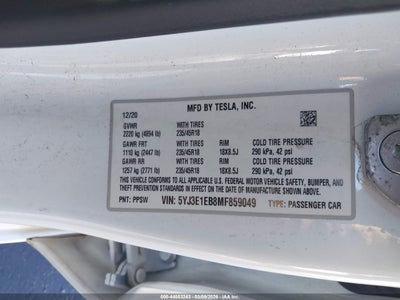 MFD BY TESLA, INC.
12/20
GVWR WITH TIRES
2220 kg (4894 lb) 235/45R18
GAWR FRT WITH TIRES RIM COLD TIRE PRESSURE
1110 kg (2447 lb) 235/45R18 18X8.5J 290 kPa, 42 psi
GAWR RR WITH TIRES RIM COLD TIRE PRESSURE
1257 kg (2771 lb) 235/45R18 18X8.5J 290 kPa, 42 psi
THIS VEHICLE CONFORMS TO ALL APPLICABLE FEDERAL MOTOR VEHICLE SAFETY, BUMPER, AND
THEFT PREVENTION STANDARDS IN EFFECT ON THE DATE OF MANUFACTURE SHOWN ABOVE.
PNT: PPSW VIN: 5YJ3E1EB8MF859049 TYPE: PASSENGER CAR